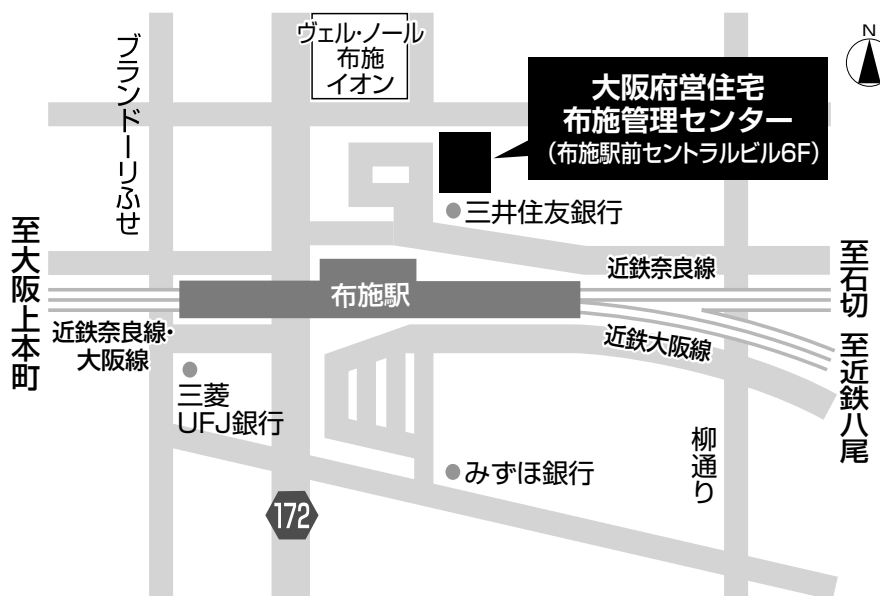 ヴェル・ノール
布施
イオン
N
ブランドーリふせ
大阪府営住宅
布施管理センター
(布施駅前セントラルビル6F)
三井住友銀行
至大阪上本町
近鉄奈良線
至石切
布施駅
近鉄奈良線・
大阪線
近鉄大阪線
至近鉄八尾
三菱
UFJ銀行
柳通り
みずほ銀行
172